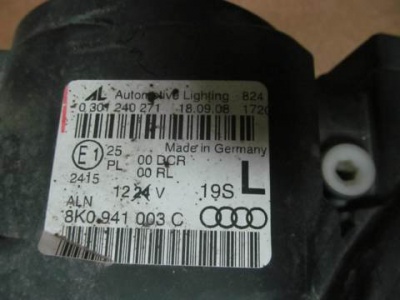 AL Automotive Lighting 824
0 301 240 271 18.09.08 1720
Made in Germany
E1 25 00 DCR
PL 00 RL
2415
12 24 V 19S L
ALN
8K0 941 003 C